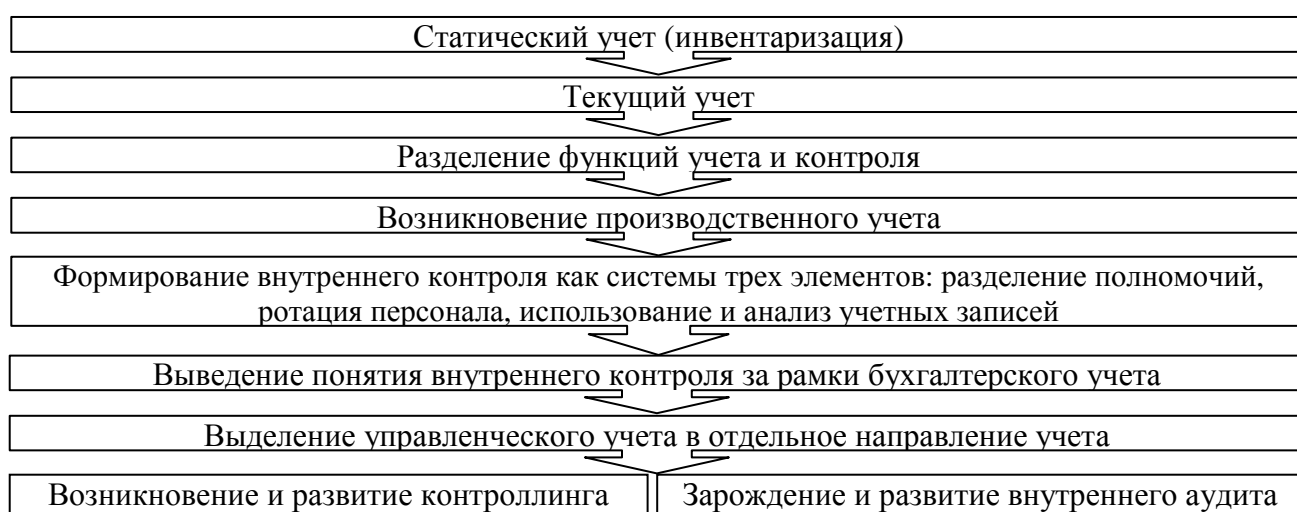 Статический учет (инвентаризация)
Текущий учет
Разделение функций учета и контроля
Возникновение производственного учета
Формирование внутреннего контроля как системы трех элементов: разделение полномочий,
ротация персонала, использование и анализ учетных записей
Выведение понятия внутреннего контроля за рамки бухгалтерского учета
Выделение управленческого учета в отдельное направление учета
Возникновение и развитие контроллинга
Зарождение и развитие внутреннего аудита